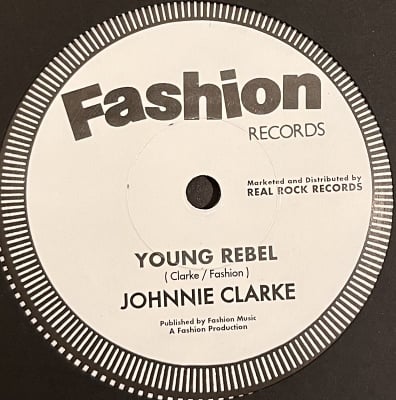 Fashion
RECORDS
Marketed and Distributed by
REAL ROCK RECORDS
YOUNG REBEL
( Clarke / Fashion )
JOHNNIE CLARKE
Published by Fashion Music
A Fashion Production